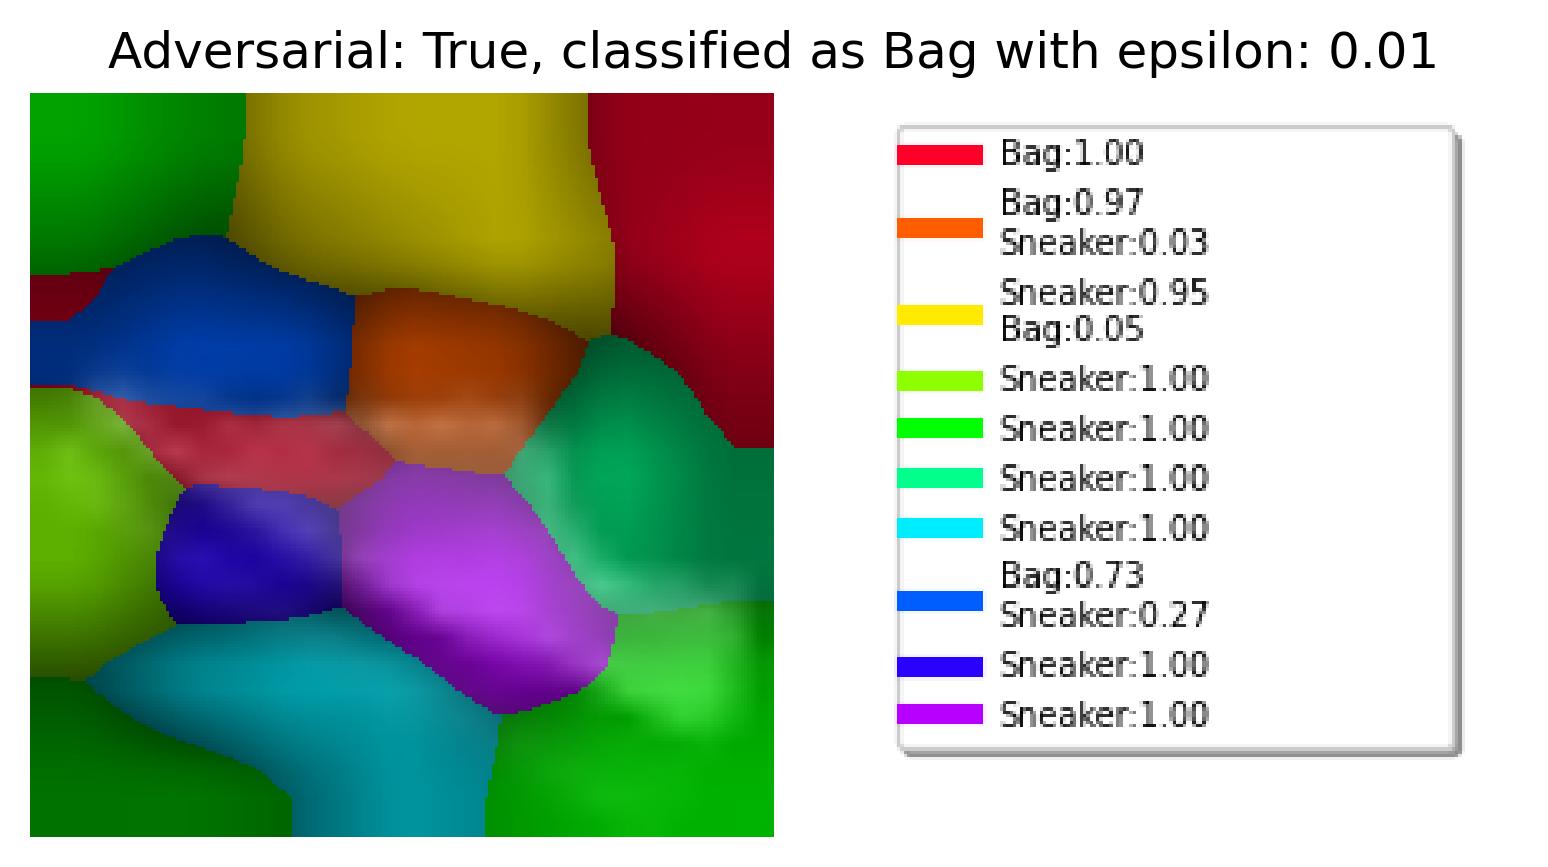 Adversarial: True, classified as Bag with epsilon: 0.01
Bag:1.00
Bag:0.97
Sneaker:0.03
Sneaker:0.95
Bag:0.05
Sneaker:1.00
Sneaker:1.00
Sneaker:1.00
Sneaker:1.00
Bag:0.73
Sneaker:0.27
Sneaker:1.00
Sneaker:1.00